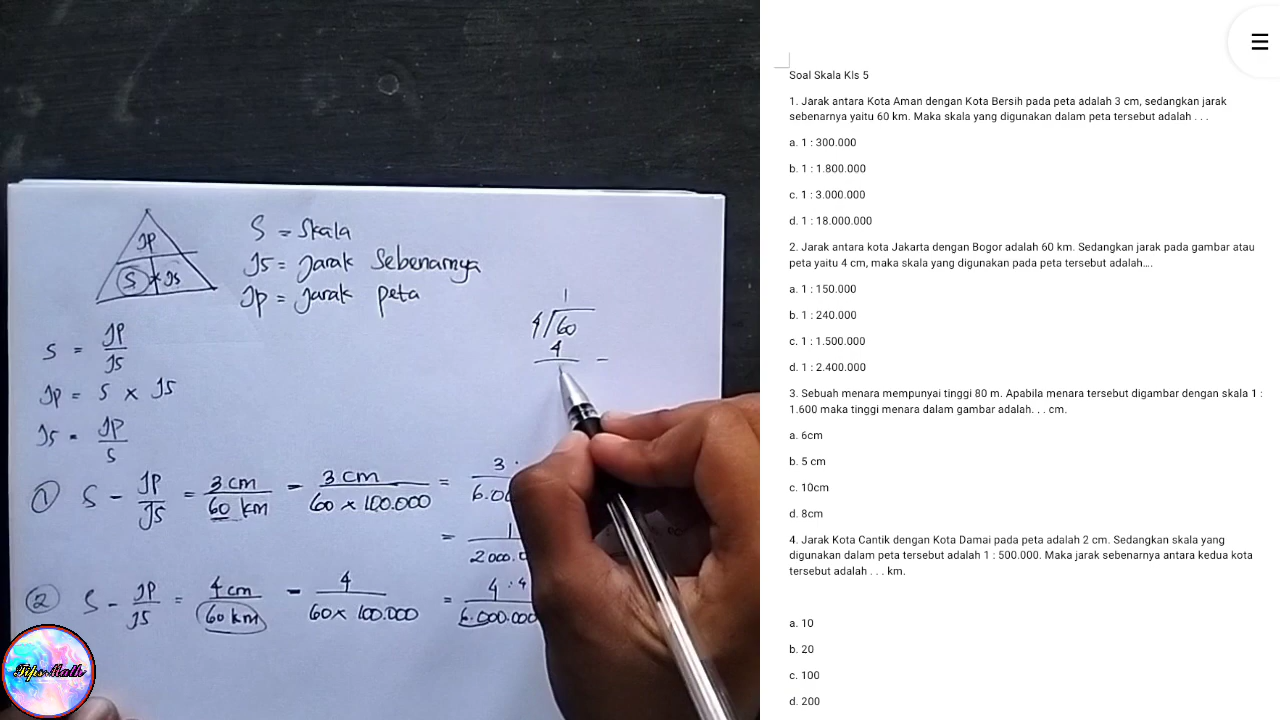 JP
S × JS
S = Skala
JS = Jarak Sebenarnya
JP = Jarak peta
S = JP
JS
JP = S × JS
JS = JP
S
1
4 60
4 –
① S – JP = 3 cm – 3 cm = 3
JS 60 km 60 × 100.000
= 1
② S – JP = 4 cm – 4 = 4 : 4
JS 60 km 60 × 100.000 6.000.000
Tips Math
Soal Skala Kls 5
1. Jarak antara Kota Aman dengan Kota Bersih pada peta adalah 3 cm, sedangkan jarak
sebenarnya yaitu 60 km. Maka skala yang digunakan dalam peta tersebut adalah . . .
a. 1 : 300.000
b. 1 : 1.800.000
c. 1 : 3.000.000
d. 1 : 18.000.000
2. Jarak antara kota Jakarta dengan Bogor adalah 60 km. Sedangkan jarak pada gambar atau
peta yaitu 4 cm, maka skala yang digunakan pada peta tersebut adalah....
a. 1 : 150.000
b. 1 : 240.000
c. 1 : 1.500.000
d. 1 : 2.400.000
3. Sebuah menara mempunyai tinggi 80 m. Apabila menara tersebut digambar dengan skala 1 :
1.600 maka tinggi menara dalam gambar adalah. . . cm.
a. 6cm
b. 5 cm
c. 10cm
d. 8cm
4. Jarak Kota Cantik dengan Kota Damai pada peta adalah 2 cm. Sedangkan skala yang
digunakan dalam peta tersebut adalah 1 : 500.000. Maka jarak sebenarnya antara kedua kota
tersebut adalah . . . km.
a. 10
b. 20
c. 100
d. 200